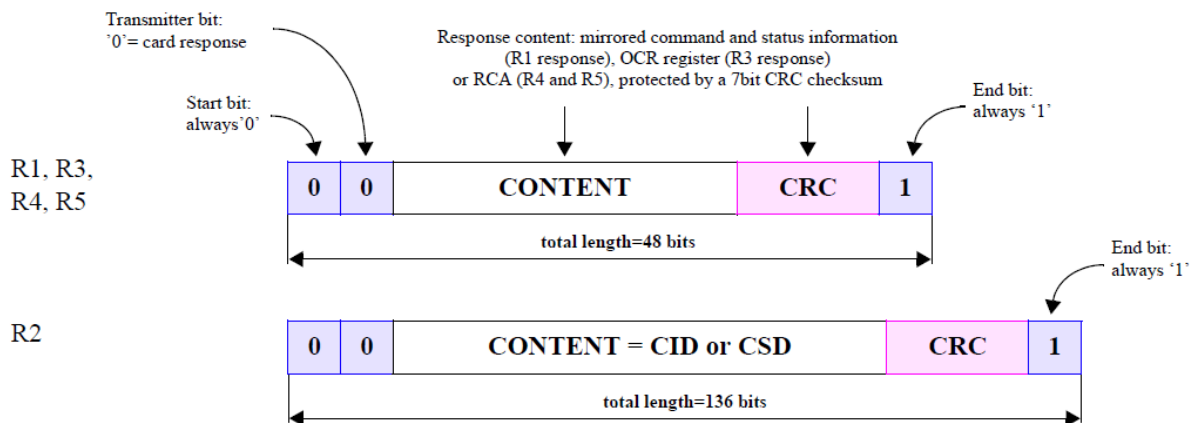 Transmitter bit:
'0'= card response
Response content: mirrored command and status information
(R1 response), OCR register (R3 response)
or RCA (R4 and R5), protected by a 7bit CRC checksum
Start bit:
always'0'
End bit:
always ‘1’
R1, R3,
R4, R5
0 0 CONTENT CRC 1
total length=48 bits
End bit:
always ‘1'
R2
0 0 CONTENT = CID or CSD CRC 1
total length=136 bits